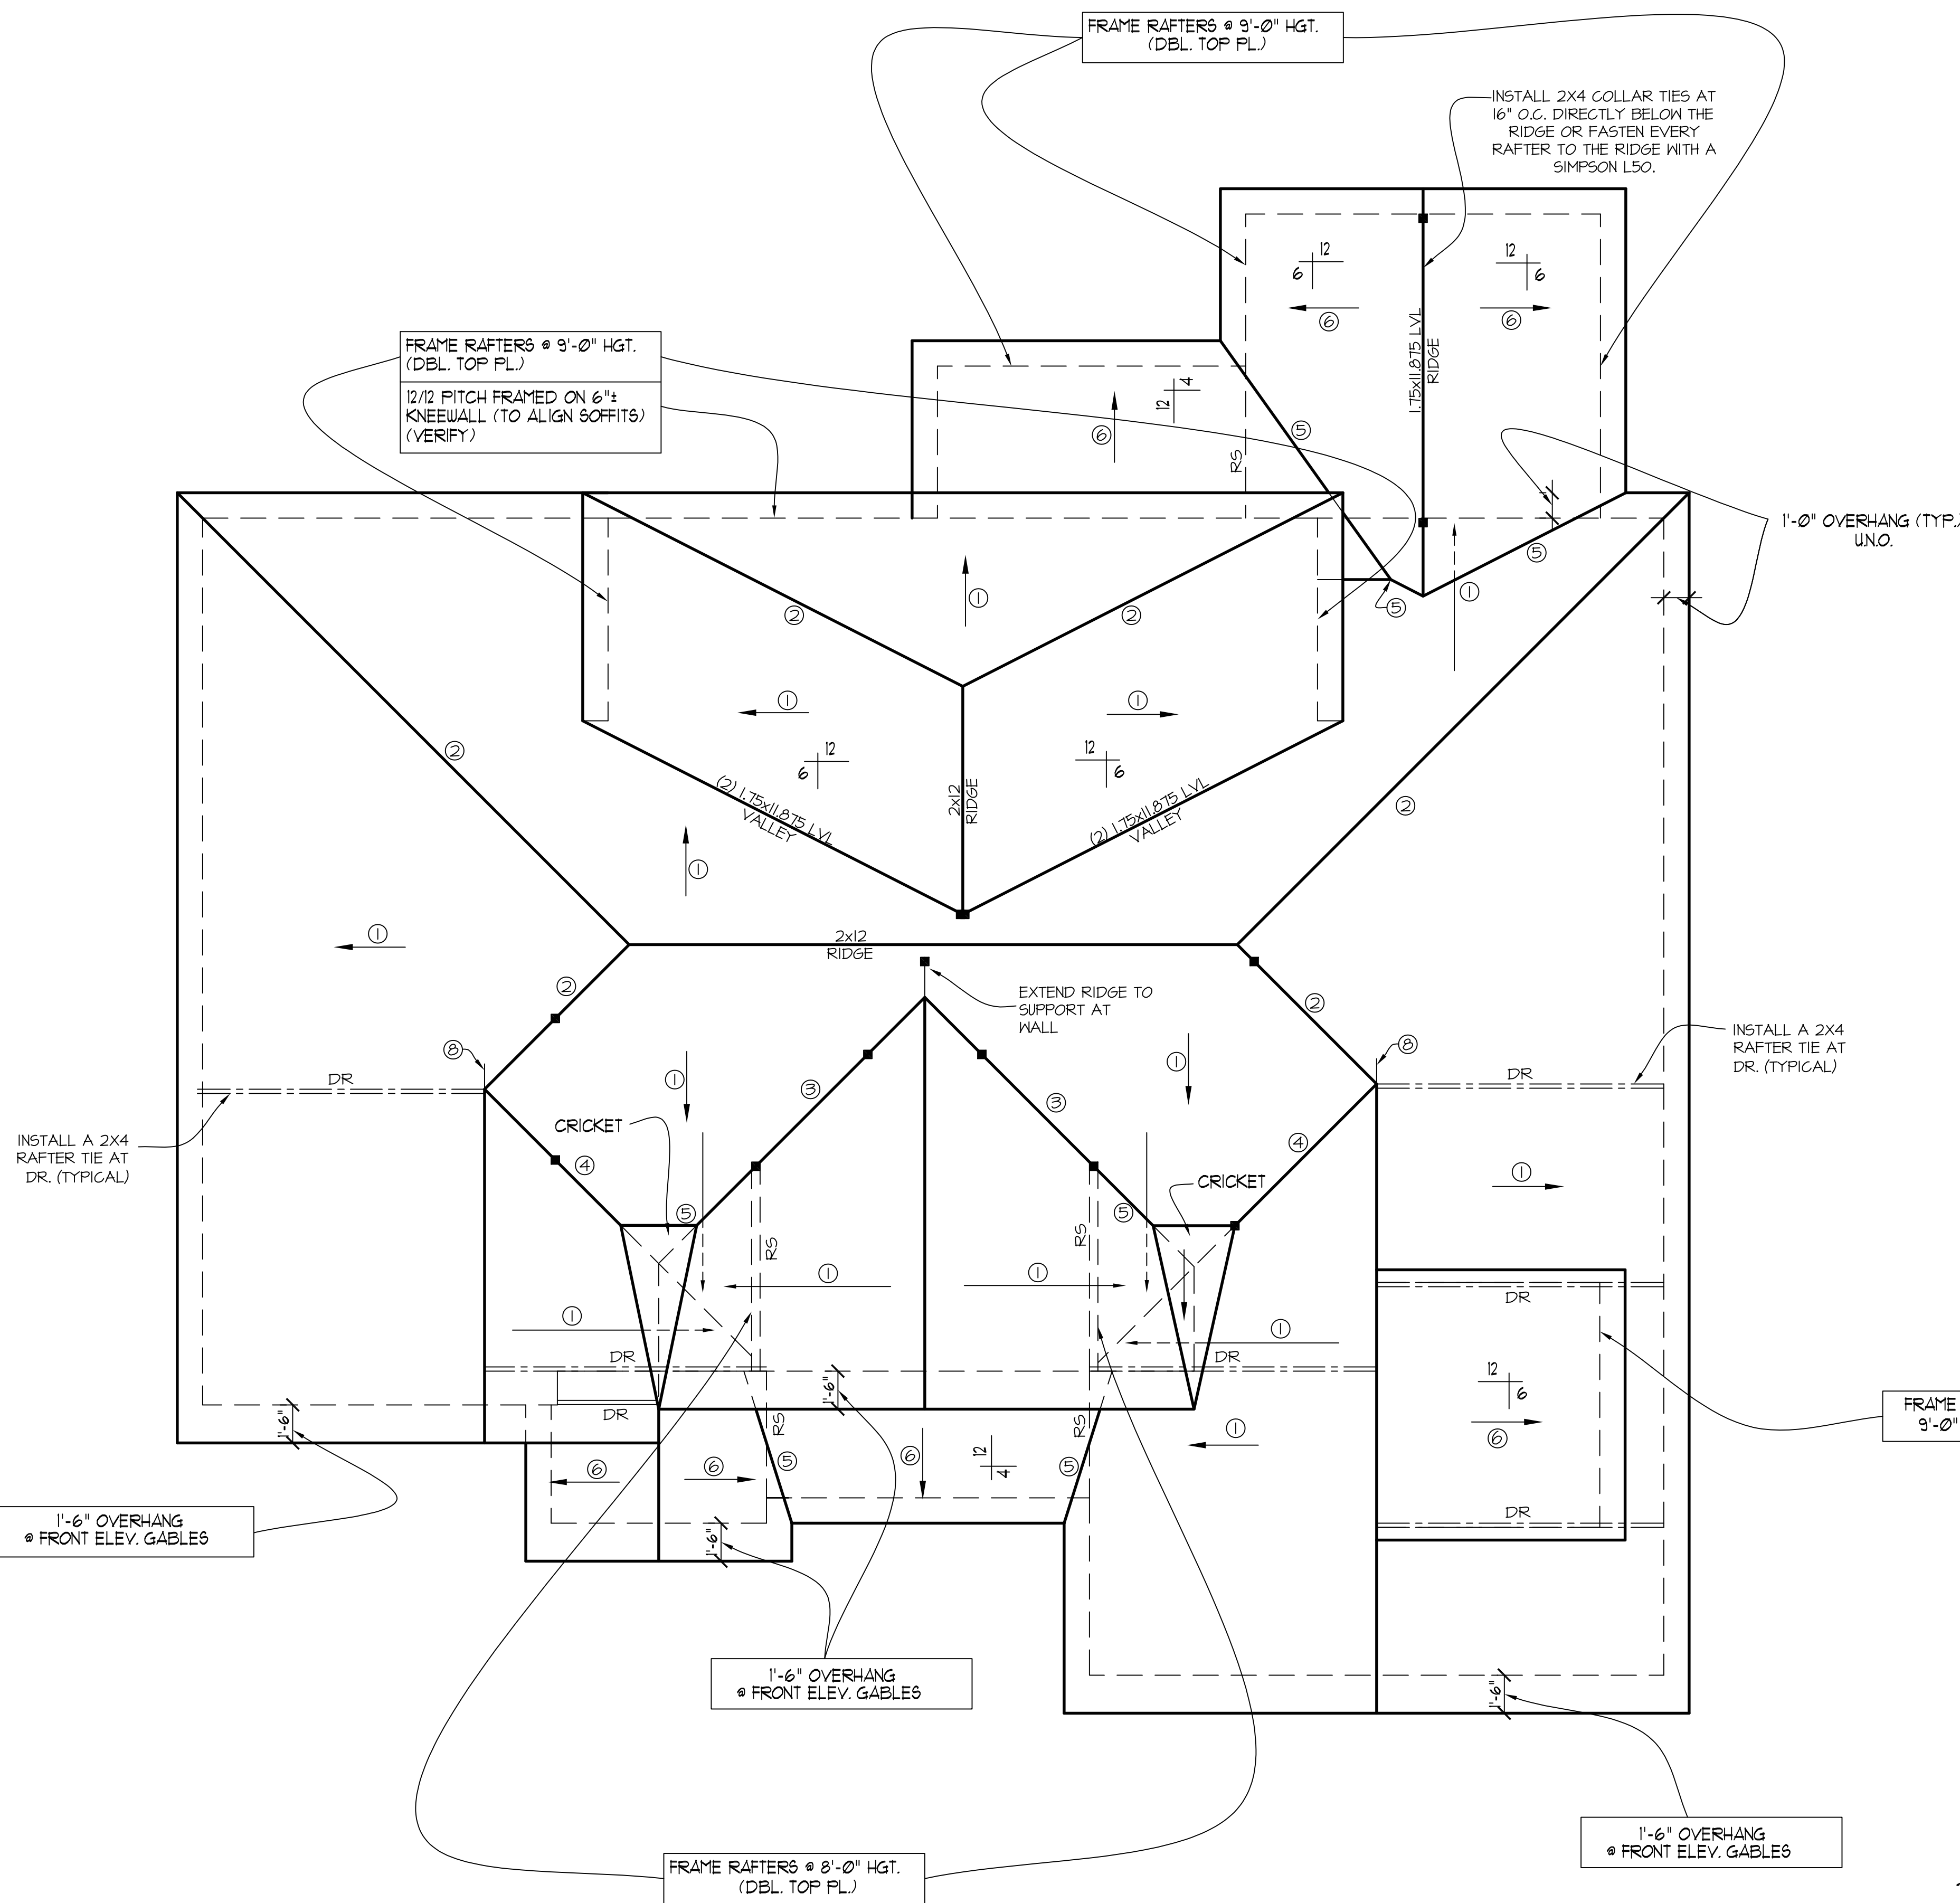 FRAME RAFTERS @ 9'-0" HGT.
(DBL. TOP PL.)
INSTALL 2X4 COLLAR TIES AT
16" O.C. DIRECTLY BELOW THE
RIDGE OR FASTEN EVERY
RAFTER TO THE RIDGE WITH A
SIMPSON L50.
12
6
12
6
6
6
1.75x11.875 LVL
RIDGE
FRAME RAFTERS @ 9'-0" HGT.
(DBL. TOP PL.)
12/12 PITCH FRAMED ON 6"±
KNEEWALL (TO ALIGN SOFFITS)
(VERIFY)
12
4
6
5
RS
1'-0" OVERHANG (TYP.)
U.N.O.
5
5
1
1
2
2
1
1
12
6
12
6
2x12
RIDGE
(2) 1.75x11.875 LVL
VALLEY
(2) 1.75x11.875 LVL
VALLEY
2
2
1
1
2x12
RIDGE
EXTEND RIDGE TO
SUPPORT AT
WALL
2
2
8
8
INSTALL A 2X4
RAFTER TIE AT
DR. (TYPICAL)
DR
DR
1
1
3
3
CRICKET
4
4
INSTALL A 2X4
RAFTER TIE AT
DR. (TYPICAL)
CRICKET
1
5
5
RS
RS
1
1
1
1
DR
DR
DR
DR
12
6
6
FRAME
9'-0"
1'-6"
1'-6"
RS
RS
DR
1
6
6
5
6
12
4
5
DR
1'-6"
1'-6" OVERHANG
@ FRONT ELEV. GABLES
1'-6" OVERHANG
@ FRONT ELEV. GABLES
1'-6"
1'-6" OVERHANG
@ FRONT ELEV. GABLES
FRAME RAFTERS @ 8'-0" HGT.
(DBL. TOP PL.)